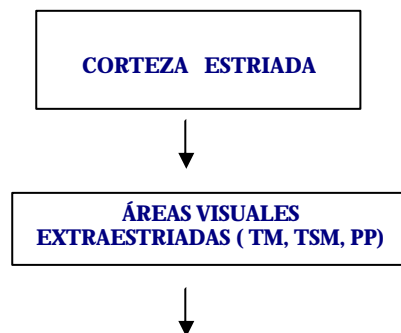 CORTEZA ESTRIADA
ÁREAS VISUALES
EXTRAESTRIADAS ( TM, TSM, PP)